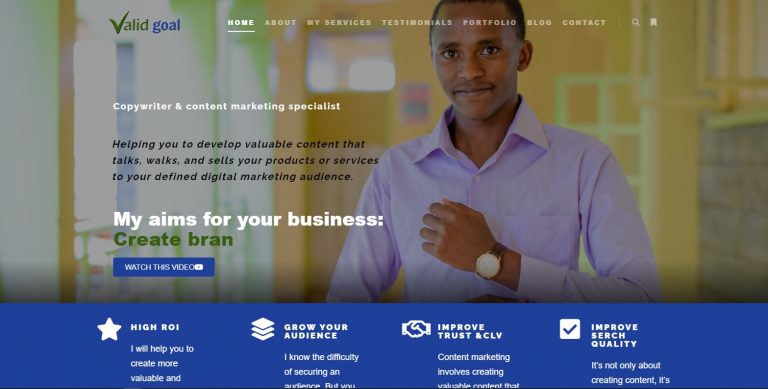 Valid goal
HOME ABOUT MY SERVICES TESTIMONIALS PORTFOLIO BLOG CONTACT
Copywriter & content marketing specialist
Helping you to develop valuable content that
talks, walks, and sells your products or services
to your defined digital marketing audience.
My aims for your business:
Create bran
WATCH THIS VIDEO
HIGH ROI
I will help you to
create more
valuable and
GROW YOUR
AUDIENCE
I know the difficulty
of securing an
audience. But you
IMPROVE
TRUST &CLV
Content marketing
involves creating
valuable content that
IMPROVE
SERCH
QUALITY
It's not only about
creating content, it's